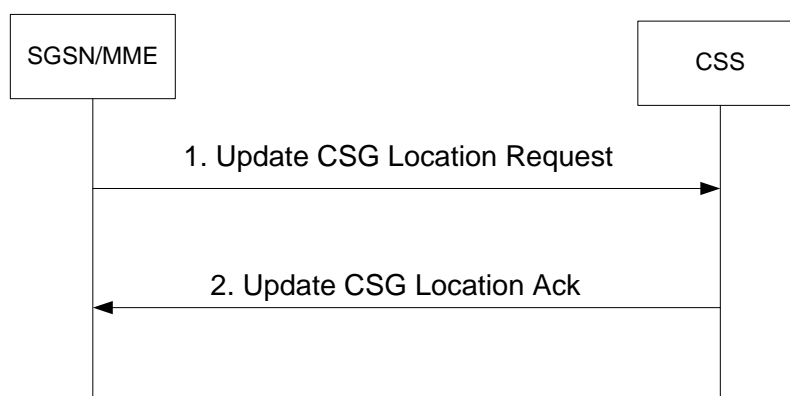 SGSN/MME
CSS
1. Update CSG Location Request
2. Update CSG Location Ack